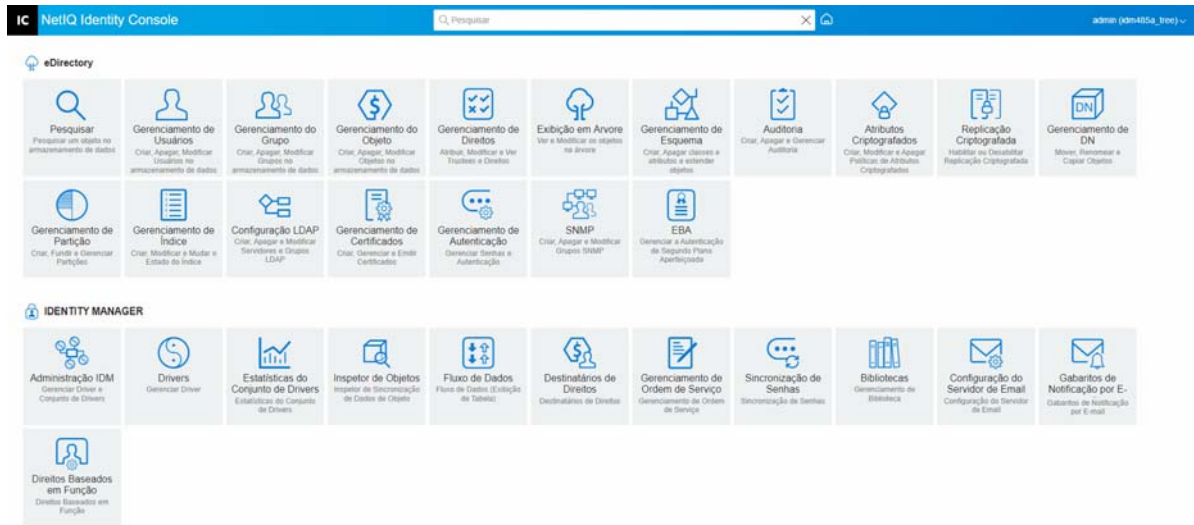 IC NetIQ Identity Console
Pesquisar
admin (idm485a_tree)
eDirectory
Pesquisar
Pesquisar um objeto no
armazenamento de dados
Gerenciamento de
Usuários
Criar, Apagar, Modificar
Usuários no
armazenamento de dados
Gerenciamento do
Grupo
Criar, Apagar, Modificar
Grupos no
armazenamento de dados
Gerenciamento do
Objeto
Criar, Apagar, Modificar
Objetos no
armazenamento de dados
Gerenciamento de
Direitos
Atribuir, Modificar e Ver
Trustees e Direitos
Exibição em Árvore
Ver e Modificar os objetos
na árvore
Gerenciamento de
Esquema
Criar, Apagar classes e
atributos e estender
objetos
Auditoria
Criar, Apagar e Gerenciar
Auditoria
Atributos
Criptografados
Criar, Modificar e Apagar
Políticas de Atributos
Criptografados
Replicação
Criptografada
Habilitar ou Desabilitar
Replicação Criptografada
DN
Gerenciamento de
DN
Mover, Renomear e
Copiar Objetos
Gerenciamento de
Partição
Criar, Fundir e Gerenciar
Partições
Gerenciamento de
Índice
Criar, Modificar e Mudar o
Estado do Índice
Configuração LDAP
Criar, Apagar e Modificar
Servidores e Grupos
LDAP
Gerenciamento de
Certificados
Criar, Gerenciar e Emitir
Certificados
Gerenciamento de
Autenticação
Gerenciar Senhas e
Autenticação
SNMP
Criar, Apagar e Modificar
Grupos SNMP
EBA
Gerenciar a Autenticação
de Segundo Plano
Aperfeiçoada
IDENTITY MANAGER
Administração IDM
Gerenciar Driver e
Conjunto de Drivers
Drivers
Gerenciar Driver
Estatísticas do
Conjunto de Drivers
Estatísticas do Conjunto
de Drivers
Inspetor de Objetos
Inspetor de Sincronização
de Dados de Objeto
Fluxo de Dados
Fluxo de Dados (Exibição
de Tabela)
Destinatários de
Direitos
Destinatários de Direitos
Gerenciamento de
Ordem de Serviço
Gerenciamento de Ordem
de Serviço
Sincronização de
Senhas
Sincronização de Senhas
Bibliotecas
Gerenciamento de
Biblioteca
Configuração do
Servidor de Email
Configuração do Servidor
de Email
Gabaritos de
Notificação por E-
Gabaritos de Notificação
por E-mail
Direitos Baseados
em Função
Direitos Baseados em
Função